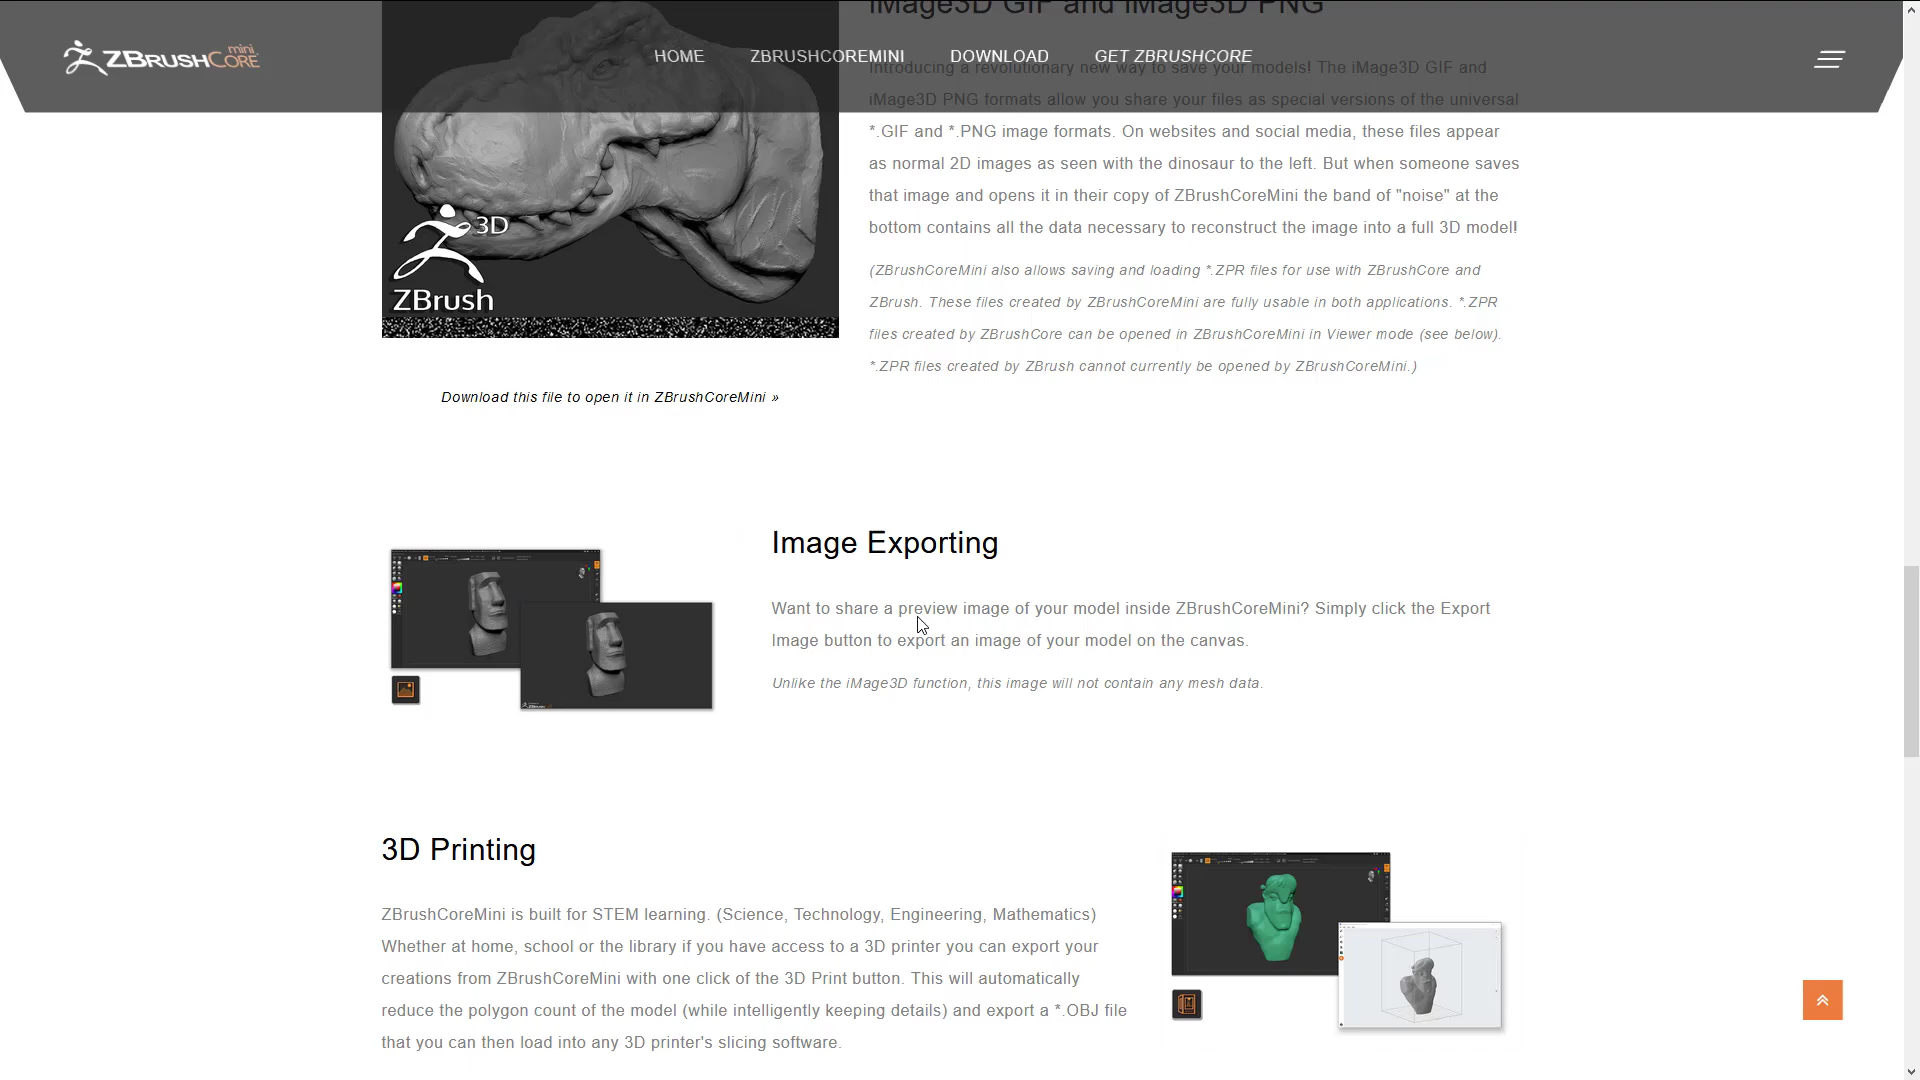 iMage3D GIF and iMage3D PNG
ZBRUSHCORE mini
HOME
ZBRUSHCOREMINI
DOWNLOAD
GET ZBRUSHCORE
Introducing a revolutionary new way to save your models! The iMage3D GIF and
iMage3D PNG formats allow you share your files as special versions of the universal
*.GIF and *.PNG image formats. On websites and social media, these files appear
as normal 2D images as seen with the dinosaur to the left. But when someone saves
that image and opens it in their copy of ZBrushCoreMini the band of "noise" at the
bottom contains all the data necessary to reconstruct the image into a full 3D model!
(ZBrushCoreMini also allows saving and loading *.ZPR files for use with ZBrushCore and
ZBrush. These files created by ZBrushCoreMini are fully usable in both applications. *.ZPR
files created by ZBrushCore can be opened in ZBrushCoreMini in Viewer mode (see below).
*.ZPR files created by ZBrush cannot currently be opened by ZBrushCoreMini.)
3D
ZBrush
Download this file to open it in ZBrushCoreMini »
Image Exporting
Want to share a preview image of your model inside ZBrushCoreMini? Simply click the Export
Image button to export an image of your model on the canvas.
Unlike the iMage3D function, this image will not contain any mesh data.
3D Printing
ZBrushCoreMini is built for STEM learning. (Science, Technology, Engineering, Mathematics)
Whether at home, school or the library if you have access to a 3D printer you can export your
creations from ZBrushCoreMini with one click of the 3D Print button. This will automatically
reduce the polygon count of the model (while intelligently keeping details) and export a *.OBJ file
that you can then load into any 3D printer's slicing software.